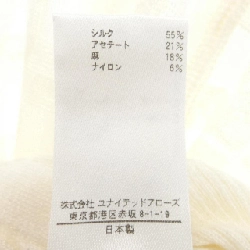 シルク 55%
アセテート 21%
麻 18%
ナイロン 6%
株式会社 ユナイテッドアローズ
東京都港区赤坂 8-1-19
日本製